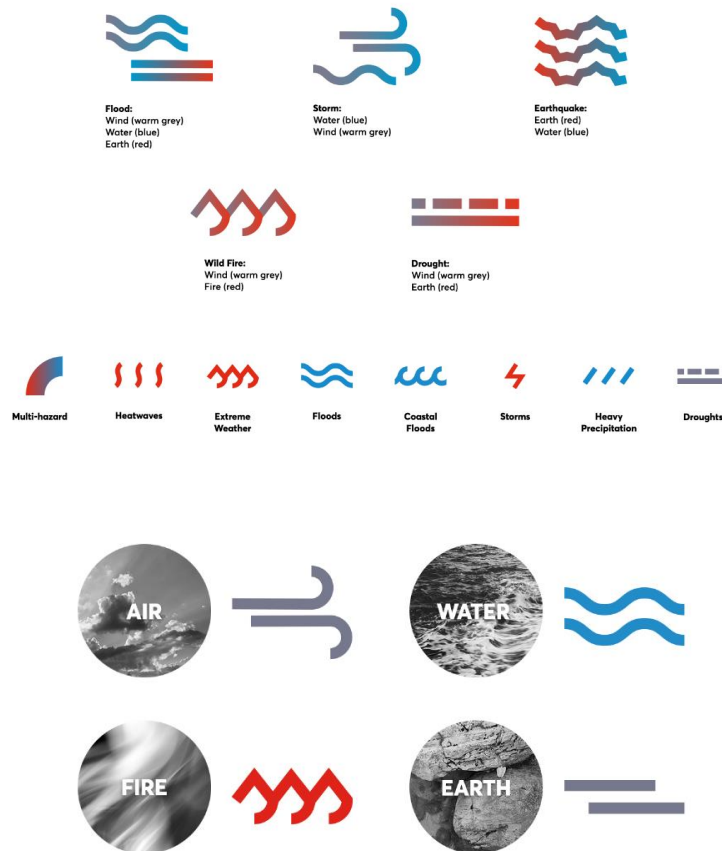 Flood:
Wind (warm grey)
Water (blue)
Earth (red)
Storm:
Water (blue)
Wind (warm grey)
Earthquake:
Earth (red)
Water (blue)
Wild Fire:
Wind (warm grey)
Fire (red)
Drought:
Wind (warm grey)
Earth (red)
Multi-hazard
Heatwaves
Extreme
Weather
Floods
Coastal
Floods
Storms
Heavy
Precipitation
Droughts
AIR
WATER
FIRE
EARTH